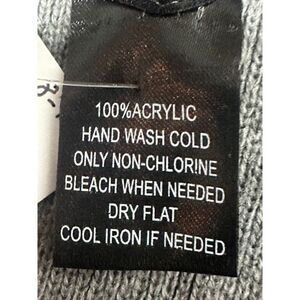 100%ACRYLIC
HAND WASH COLD
ONLY NON-CHLORINE
BLEACH WHEN NEEDED
DRY FLAT
COOL IRON IF NEEDED